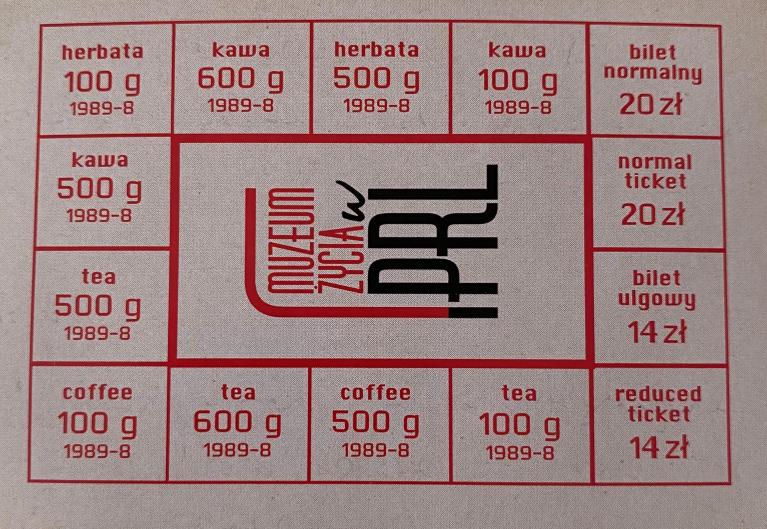 herbata
100 g
1989-8
kawa
600 g
1989-8
herbata
500 g
1989-8
kawa
100 g
1989-8
bilet
normalny
20 zł
kawa
500 g
1989-8
MUZEUM
ŻYCIA w
PRL
normal
ticket
20 zł
tea
500 g
1989-8
bilet
ulgowy
14 zł
coffee
100 g
1989-8
tea
600 g
1989-8
coffee
500 g
1989-8
tea
100 g
1989-8
reduced
ticket
14 zł